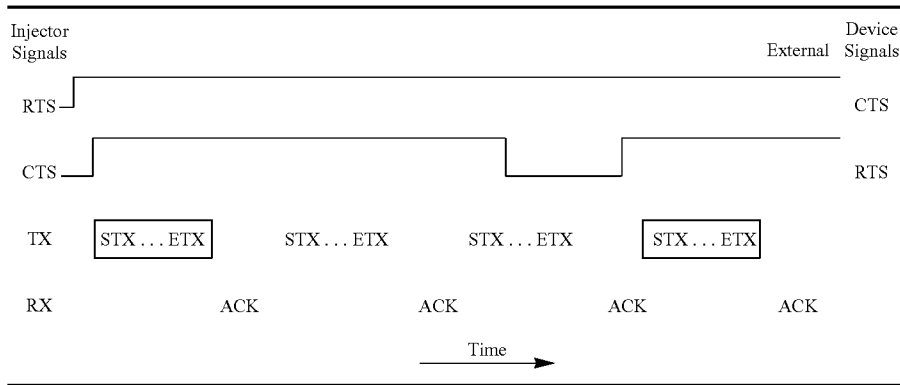 Injector
Signals
External
Device
Signals
RTS
CTS
CTS
RTS
TX
STX . . . ETX
STX . . . ETX
STX . . . ETX
STX . . . ETX
RX
ACK
ACK
ACK
ACK
Time